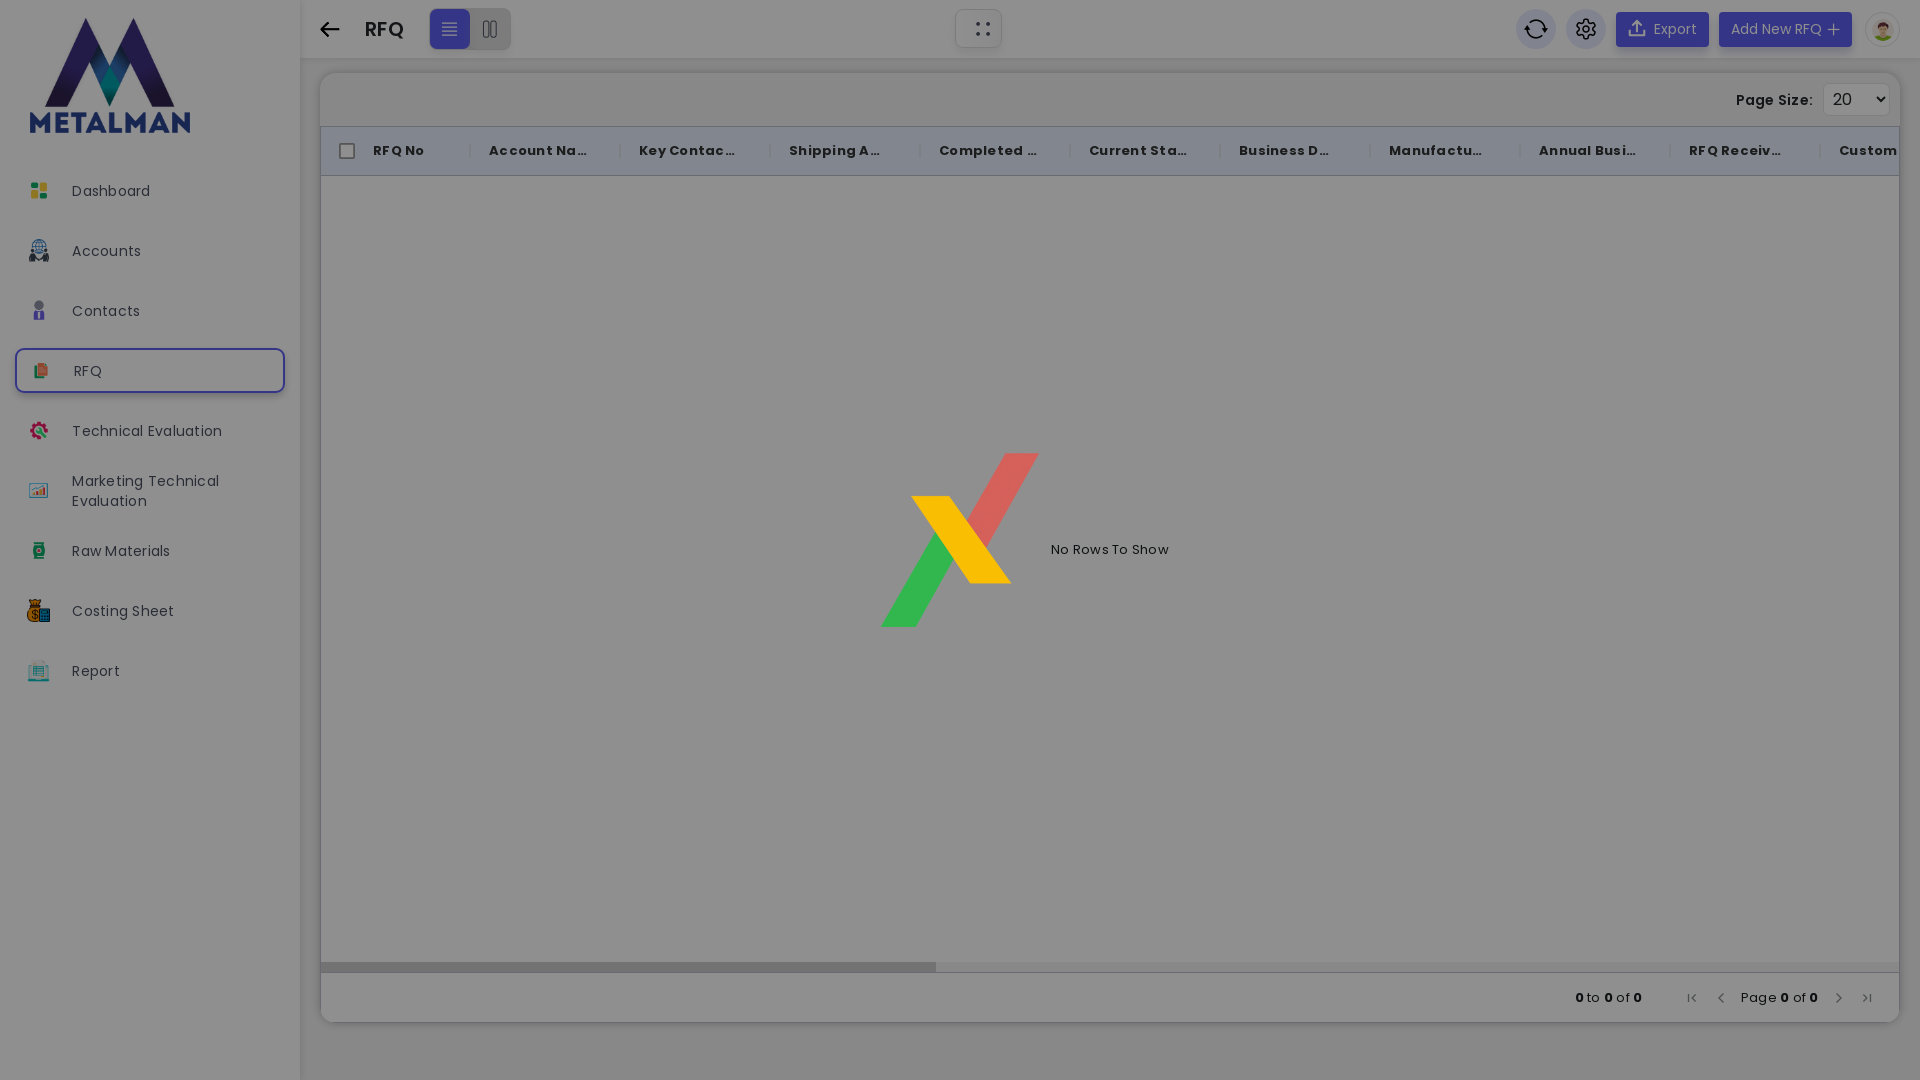 METALMAN
Dashboard
Accounts
Contacts
RFQ
Technical Evaluation
Marketing Technical
Evaluation
Raw Materials
Costing Sheet
Report
RFQ
Export
Add New RFQ
Page Size: 20
RFQ No Account Na... Key Contac... Shipping A... Completed ... Current Sta... Business D... Manufactu... Annual Busi... RFQ Receiv... Custom
No Rows To Show
0 to 0 of 0 Page 0 of 0